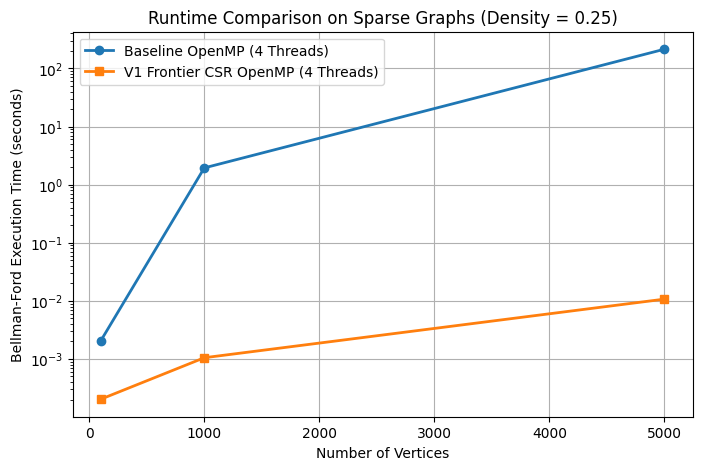 Runtime Comparison on Sparse Graphs (Density = 0.25)
Baseline OpenMP (4 Threads)
V1 Frontier CSR OpenMP (4 Threads)
Bellman-Ford Execution Time (seconds)
10²
10¹
10⁰
10⁻¹
10⁻²
10⁻³
0 1000 2000 3000 4000 5000
Number of Vertices